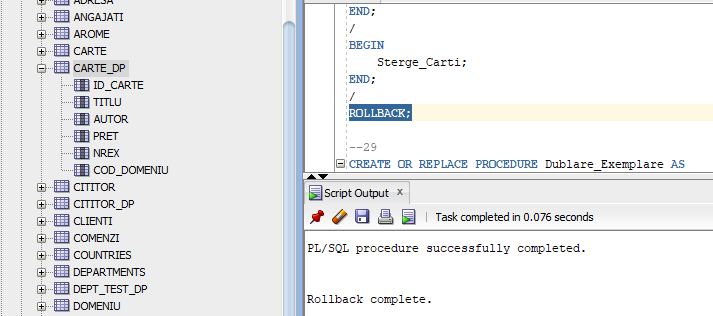 ADRESA
ANGAJATI
AROME
CARTE
CARTE_DP
ID_CARTE
TITLU
AUTOR
PRET
NREX
COD_DOMENIU
CITITOR
CITITOR_DP
CLIENTI
COMENZI
COUNTRIES
DEPARTMENTS
DEPT_TEST_DP
DOMENIU
END;
/
BEGIN
Sterge_Carti;
END;
/
ROLLBACK;
--29
CREATE OR REPLACE PROCEDURE Dublare_Exemplare AS
Script Output x
Task completed in 0.076 seconds
PL/SQL procedure successfully completed.
Rollback complete.